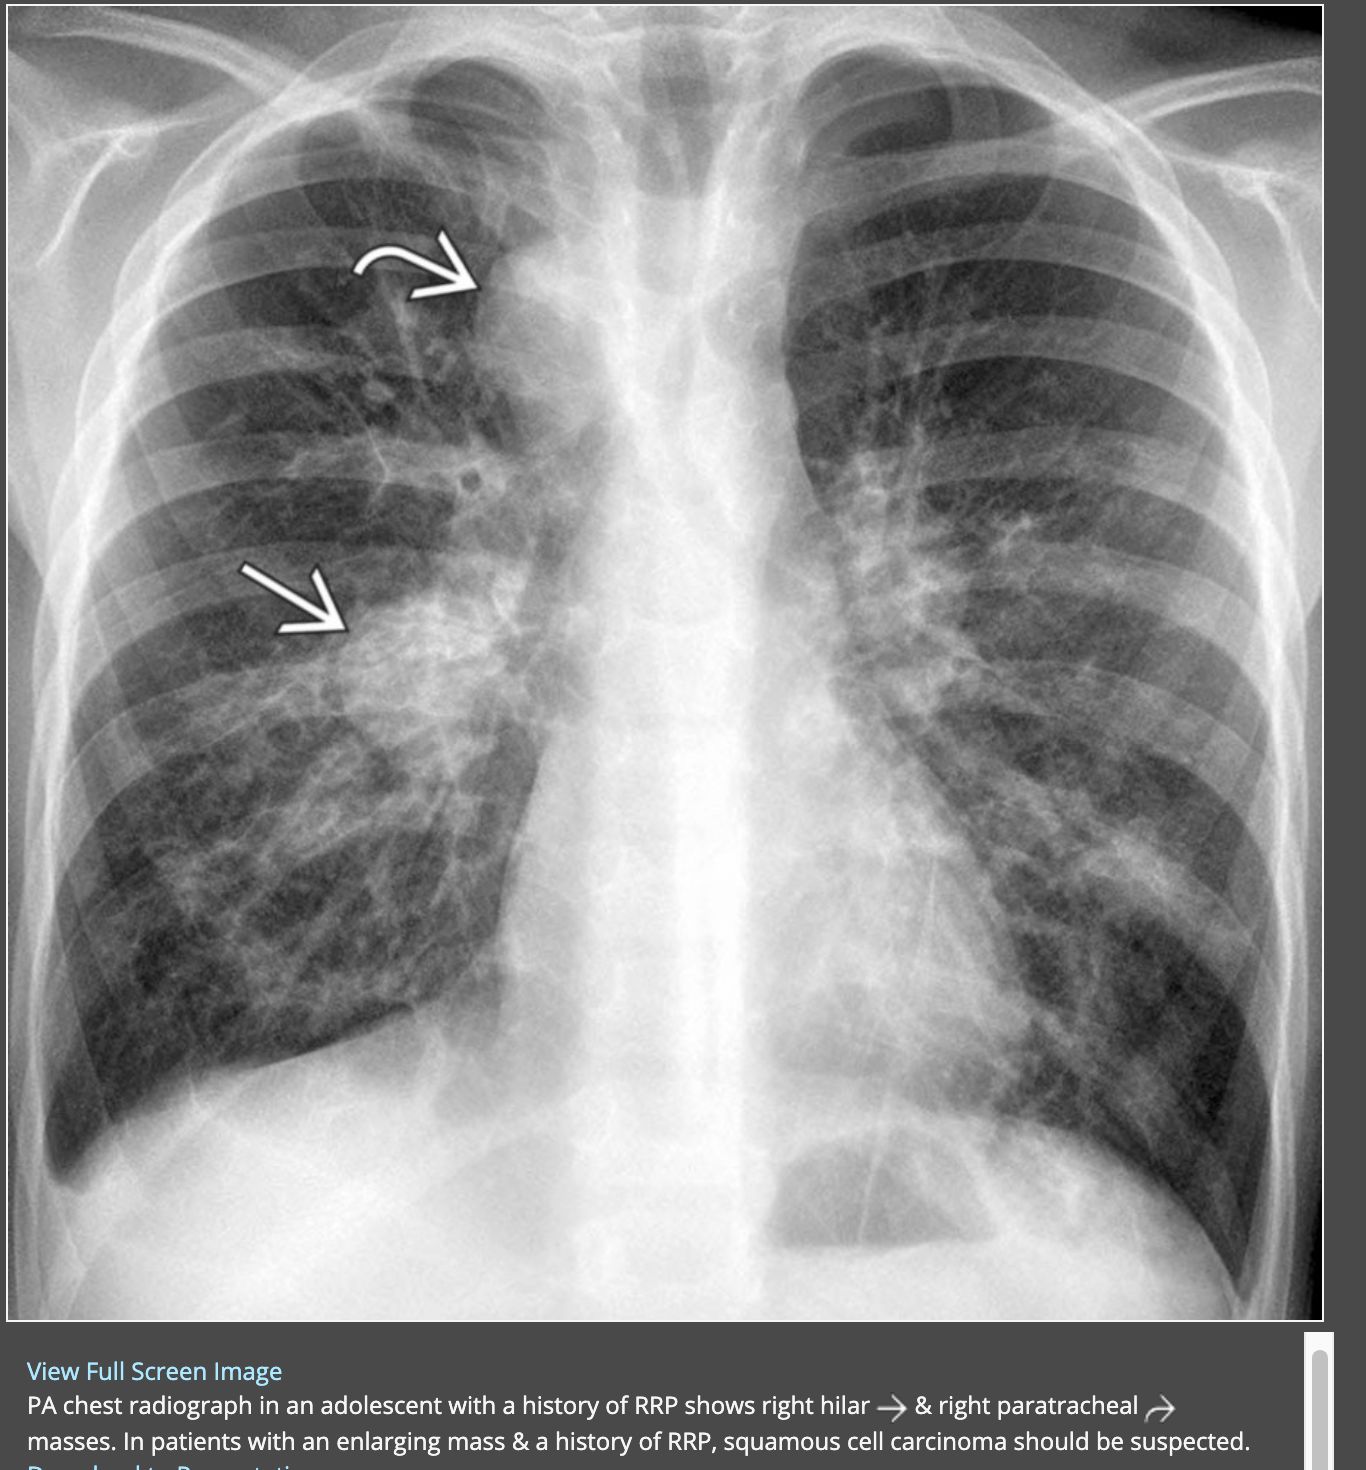 View Full Screen Image
PA chest radiograph in an adolescent with a history of RRP shows right hilar → & right paratracheal ↷
masses. In patients with an enlarging mass & a history of RRP, squamous cell carcinoma should be suspected.